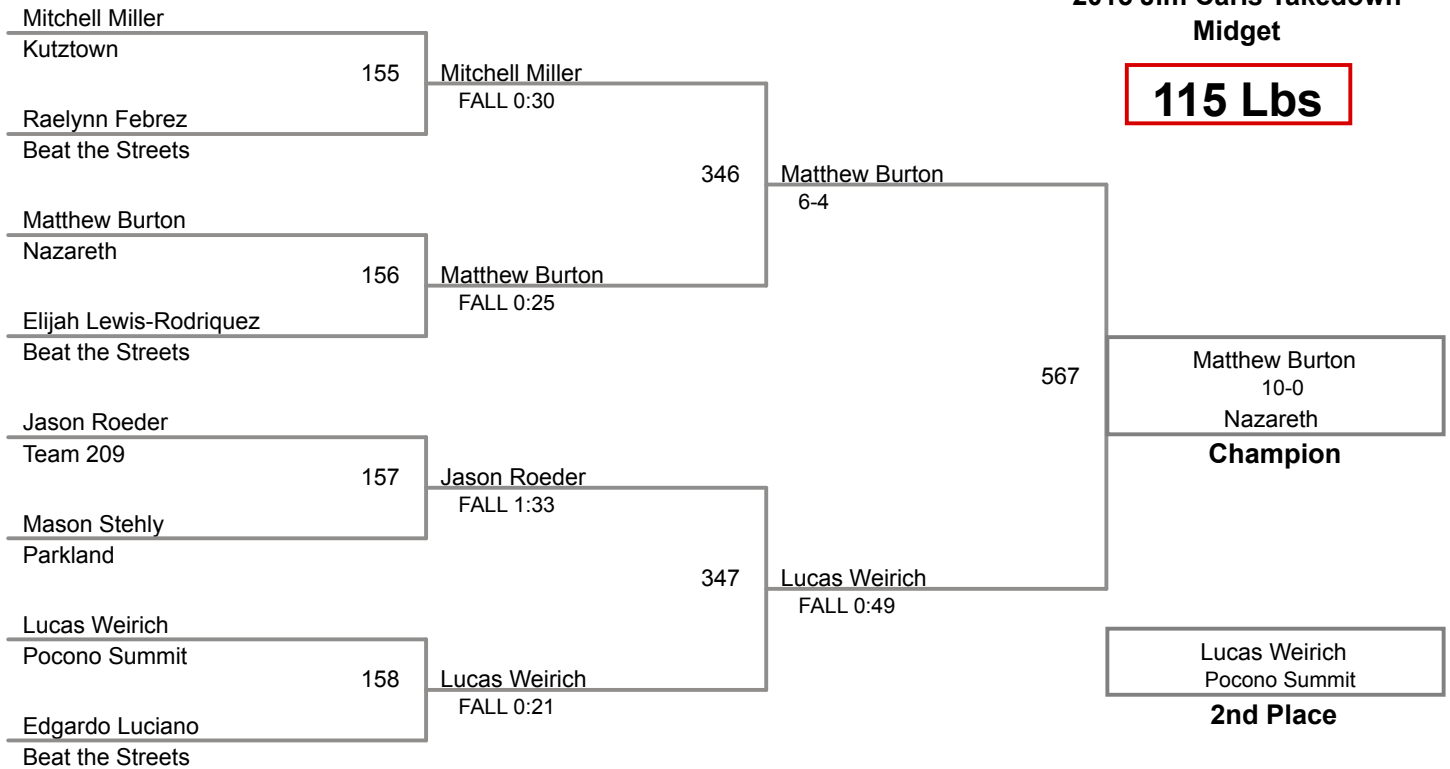 2015 Jim Caris Takedown
Midget
115 Lbs
Mitchell Miller
Kutztown
155
Raelynn Febrez
Beat the Streets
Mitchell Miller
FALL 0:30
346
Matthew Burton
Nazareth
156
Elijah Lewis-Rodriquez
Beat the Streets
Matthew Burton
FALL 0:25
Matthew Burton
6-4
567
Jason Roeder
Team 209
157
Mason Stehly
Parkland
Jason Roeder
FALL 1:33
347
Lucas Weirich
Pocono Summit
158
Edgardo Luciano
Beat the Streets
Lucas Weirich
FALL 0:21
Lucas Weirich
FALL 0:49
Matthew Burton
10-0
Nazareth
Champion
Lucas Weirich
Pocono Summit
2nd Place